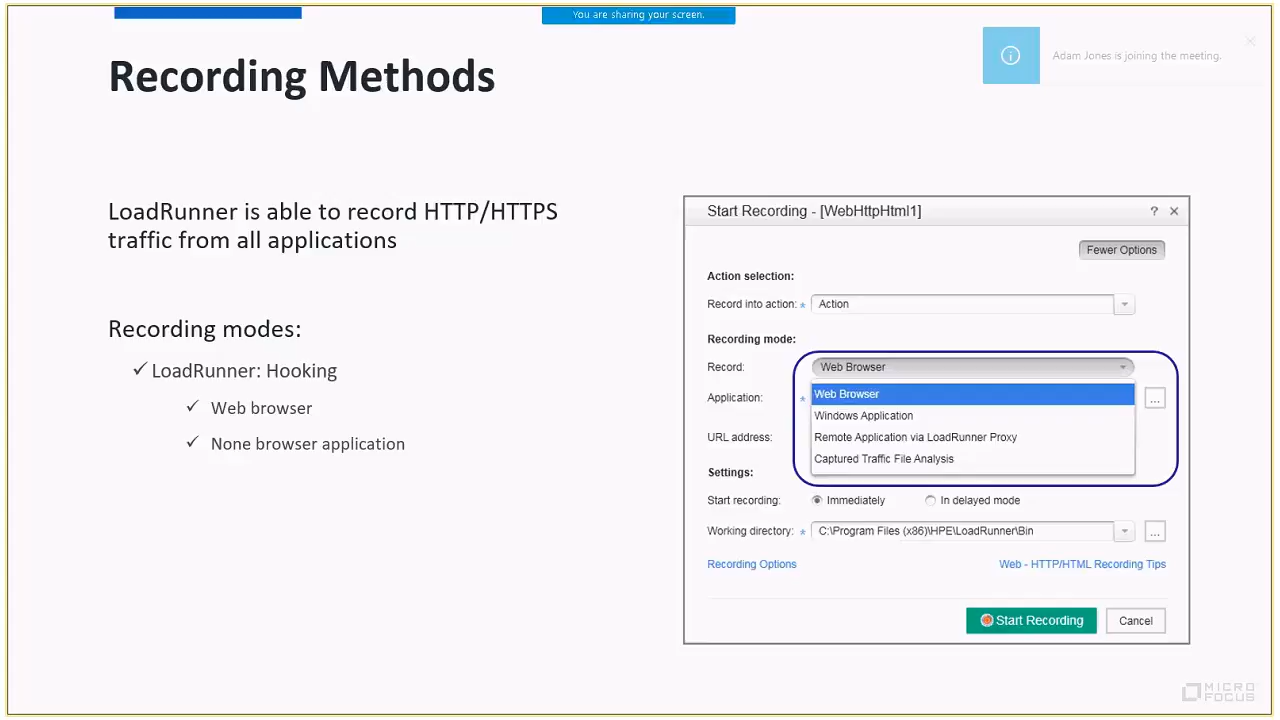 You are sharing your screen.
Adam Jones is joining the meeting.
Recording Methods
LoadRunner is able to record HTTP/HTTPS
traffic from all applications
Recording modes:
LoadRunner: Hooking
Web browser
None browser application
Start Recording - [WebHttpHtml1]
? ×
Fewer Options
Action selection:
Record into action: * Action
Recording mode:
Record: Web Browser
Web Browser
Application: * ...
Windows Application
Remote Application via LoadRunner Proxy
URL address:
Captured Traffic File Analysis
Settings:
Start recording: Immediately In delayed mode
Working directory: * C:\Program Files (x86)\HPE\LoadRunner\Bin ...
Recording Options Web - HTTP/HTML Recording Tips
Start Recording Cancel
MICRO
FOCUS